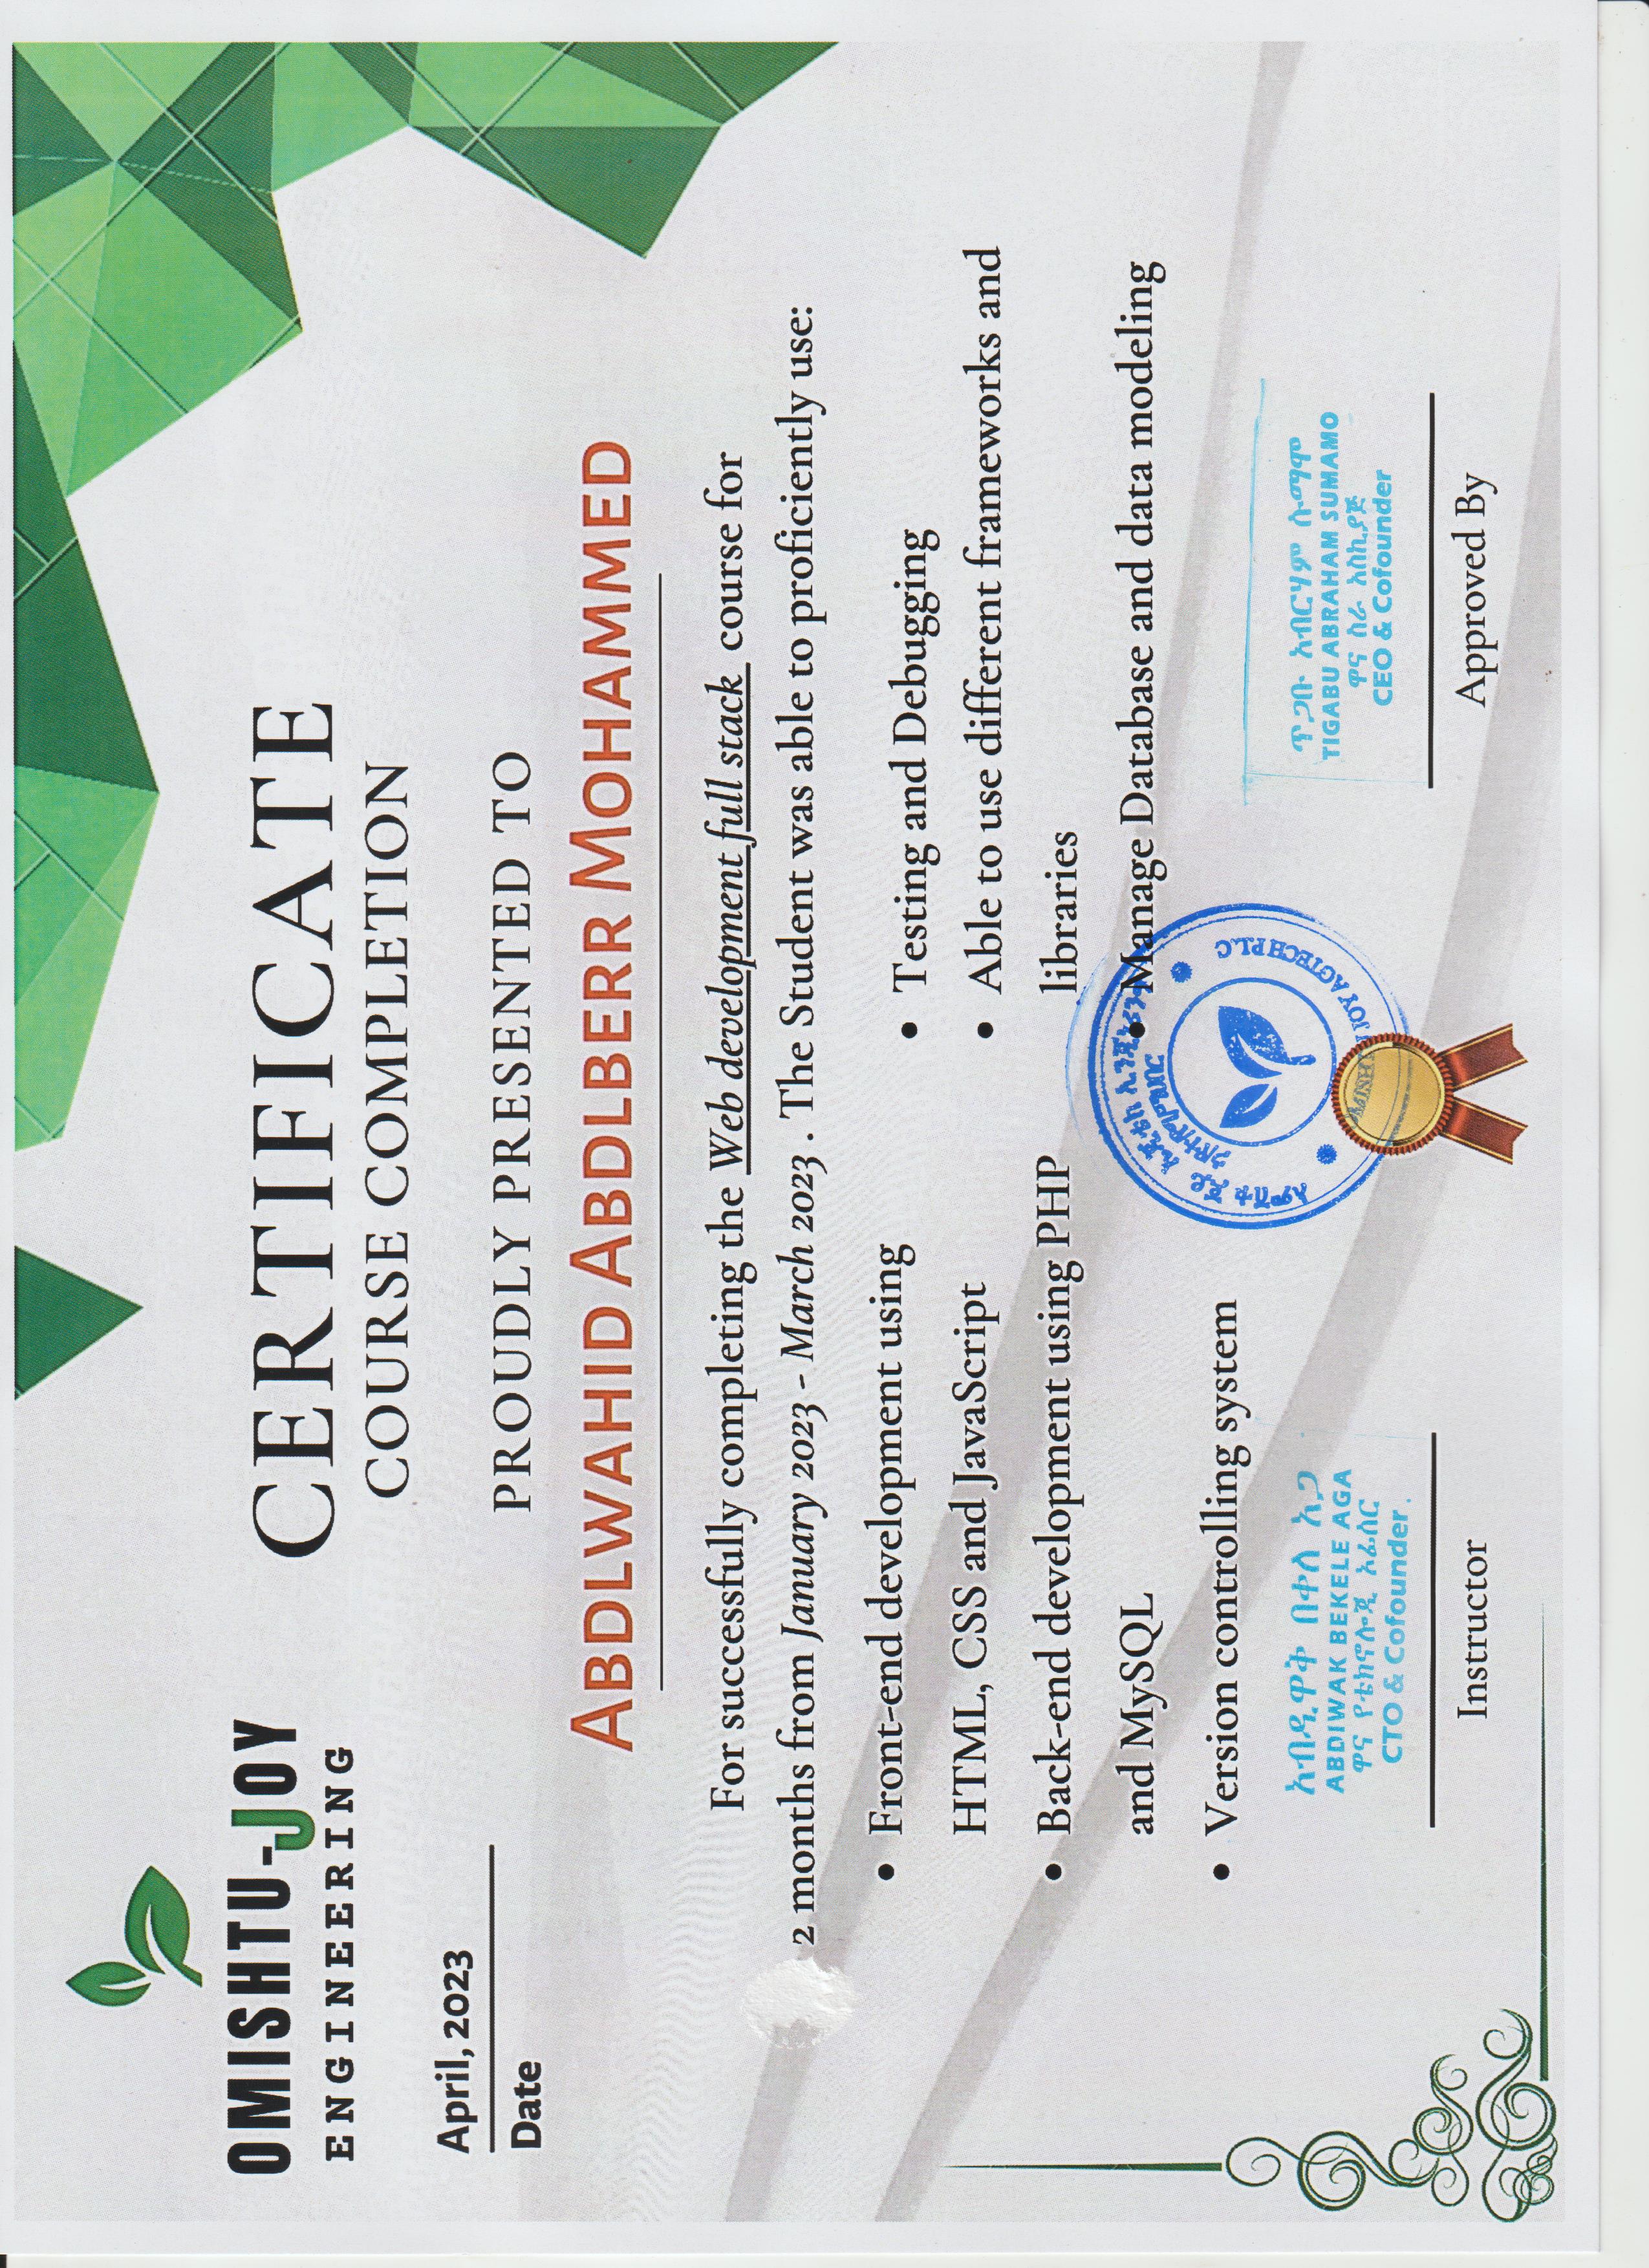 OMISHTU-JOY
ENGINEERING
April, 2023
Date
CERTIFICATE
COURSE COMPLETION
PROUDLY PRESENTED TO
ABDLWAHID ABDLBERR MOHAMMED
For successfully completing the Web development full stack course for
2 months from January 2023 - March 2023 . The Student was able to proficiently use:
• Front-end development using
HTML, CSS and JavaScript
• Back-end development using PHP
and MySQL
• Version controlling system
• Testing and Debugging
• Able to use different frameworks and
libraries
• Manage Database and data modeling
አብዲዋቅ በቀለ አጋ
ABDIWAK BEKELE AGA
ዋና የቴክኖሎጂ ኦፊሰር
CTO & Cofounder.
Instructor
JOY AGTECH PLC
ጥጋቡ አብርሃም ሱማሞ
TIGABU ABRAHAM SUMAMO
ዋና ስራ አስኪያጅ
CEO & Cofounder
Approved By